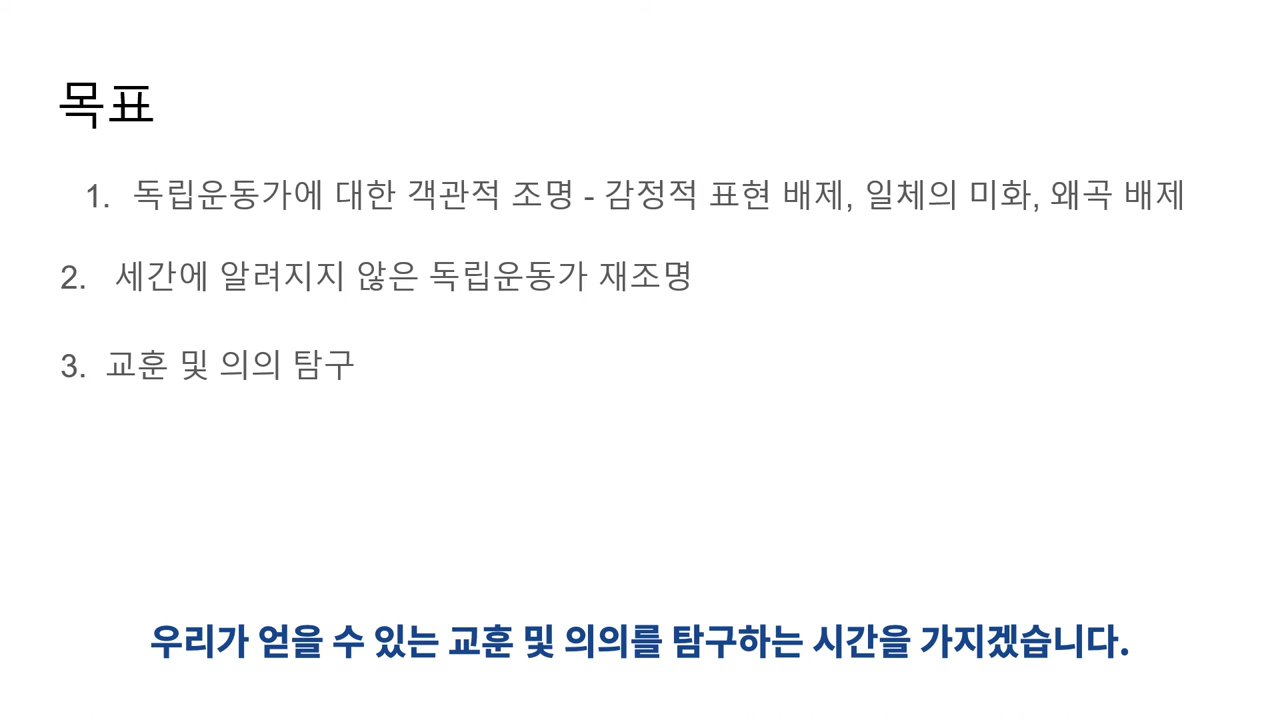 목표
1. 독립운동가에 대한 객관적 조명 - 감정적 표현 배제, 일체의 미화, 왜곡 배제
2. 세간에 알려지지 않은 독립운동가 재조명
3. 교훈 및 의의 탐구
우리가 얻을 수 있는 교훈 및 의의를 탐구하는 시간을 가지겠습니다.